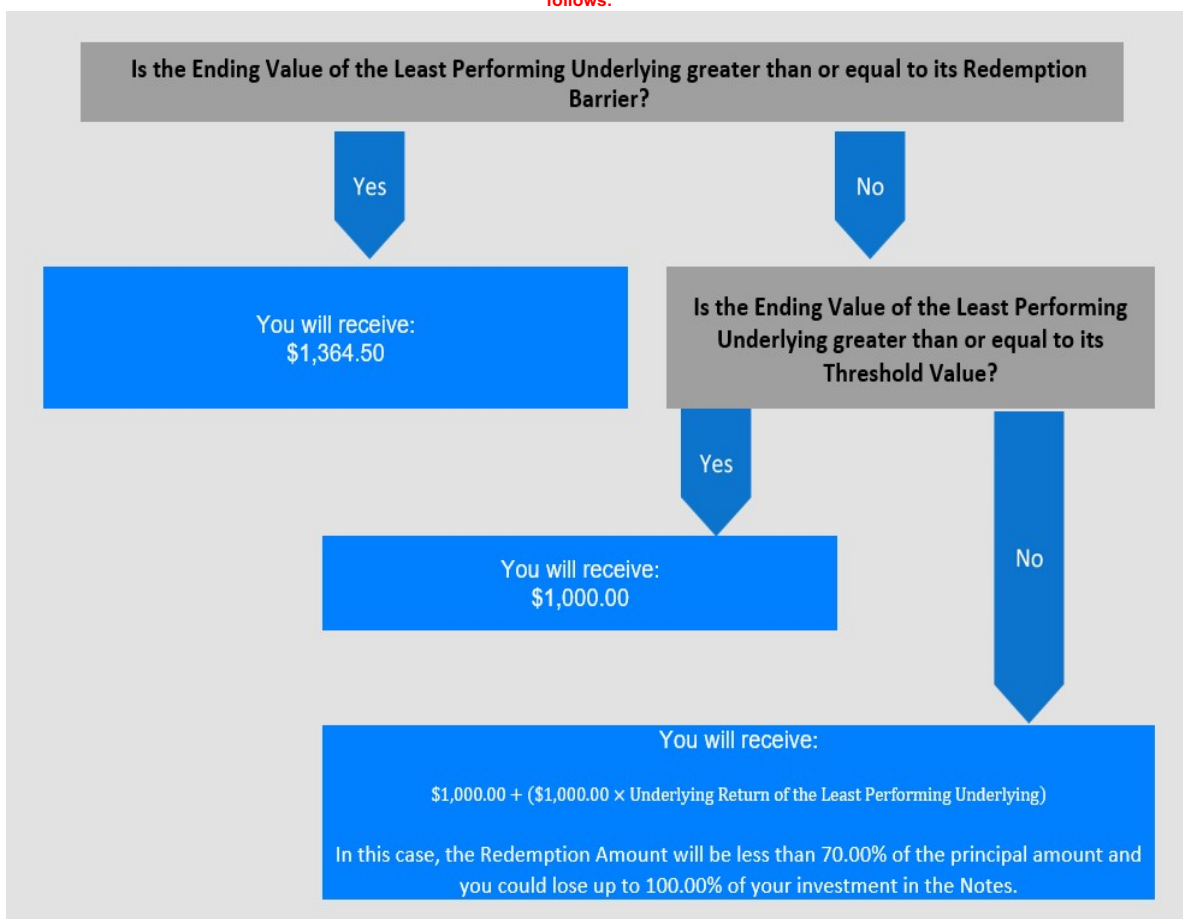 follows:
Is the Ending Value of the Least Performing Underlying greater than or equal to its Redemption
Barrier?
Yes
No
You will receive:
$1,364.50
Is the Ending Value of the Least Performing
Underlying greater than or equal to its
Threshold Value?
Yes
No
You will receive:
$1,000.00
You will receive:
$1,000.00 + ($1,000.00 × Underlying Return of the Least Performing Underlying)
In this case, the Redemption Amount will be less than 70.00% of the principal amount and
you could lose up to 100.00% of your investment in the Notes.